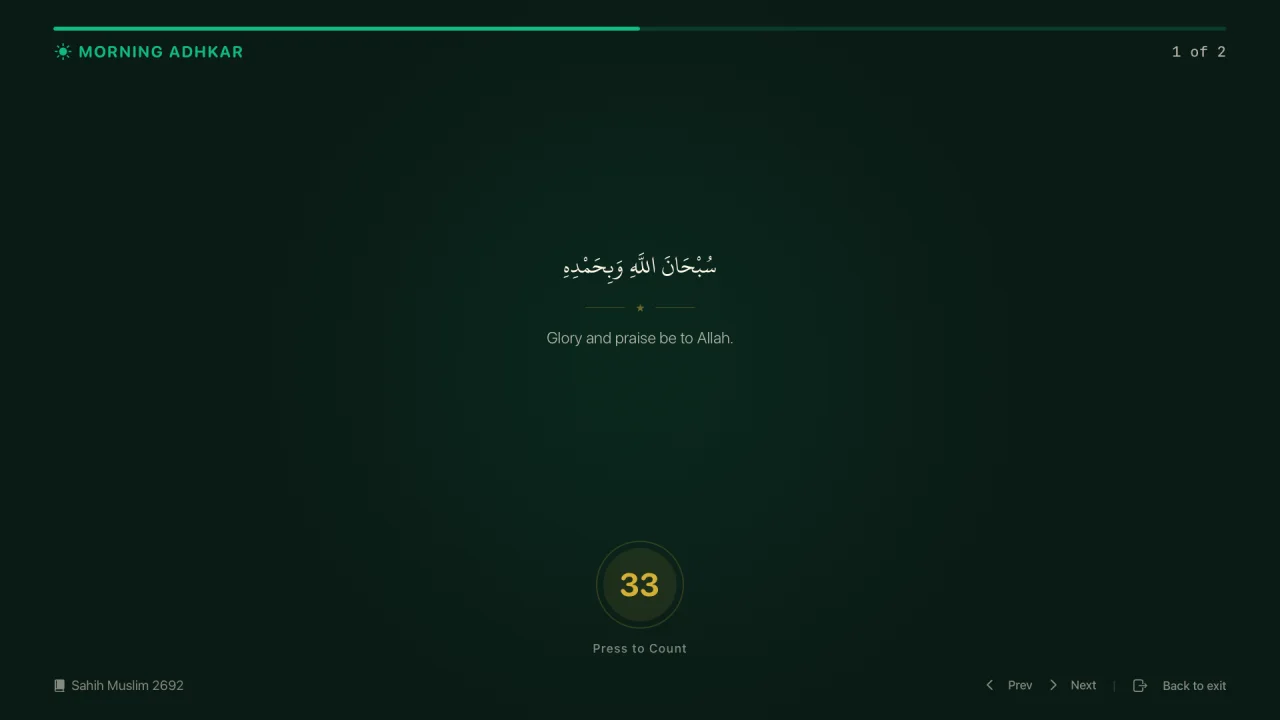 MORNING ADHKAR
1 of 2
سُبْحَانَ اللَّهِ وَبِحَمْدِهِ
Glory and praise be to Allah.
33
Press to Count
Sahih Muslim 2692
Prev
Next
Back to exit